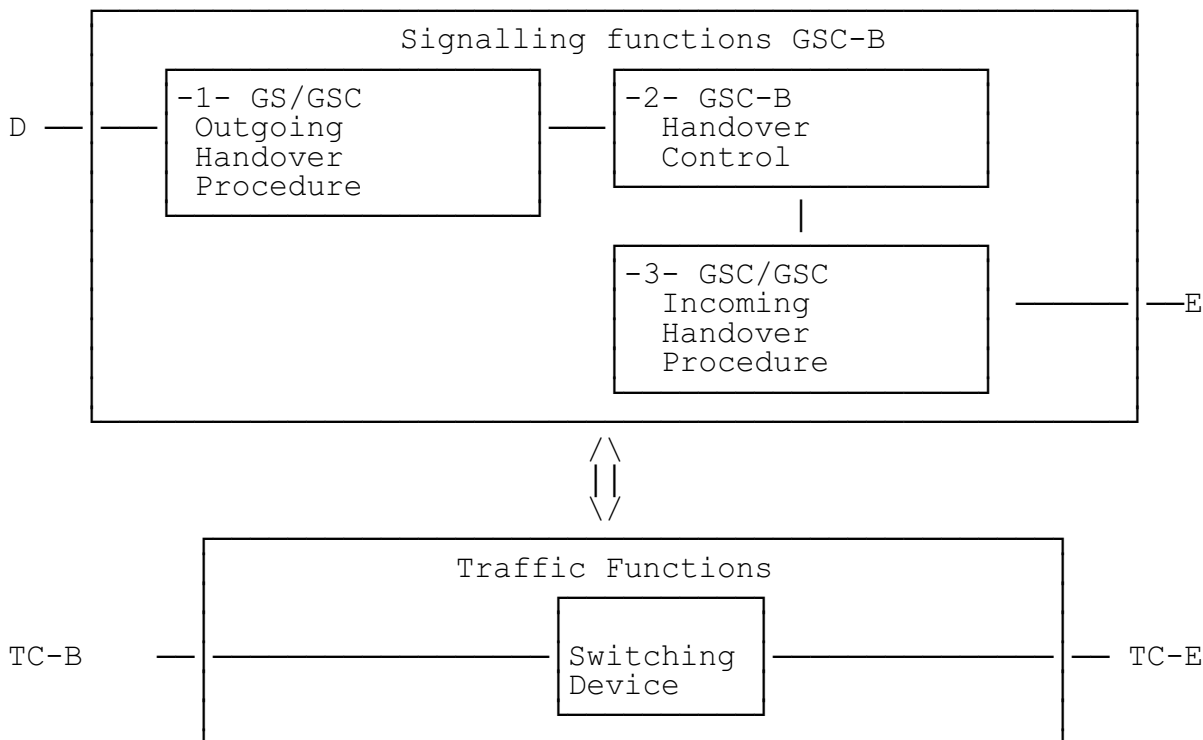 Signalling functions GSC-B
-1- GS/GSC
Outgoing
Handover
Procedure
-2- GSC-B
Handover
Control
D
-3- GSC/GSC
Incoming
Handover
Procedure
E
Traffic Functions
TC-B
Switching
Device
TC-E